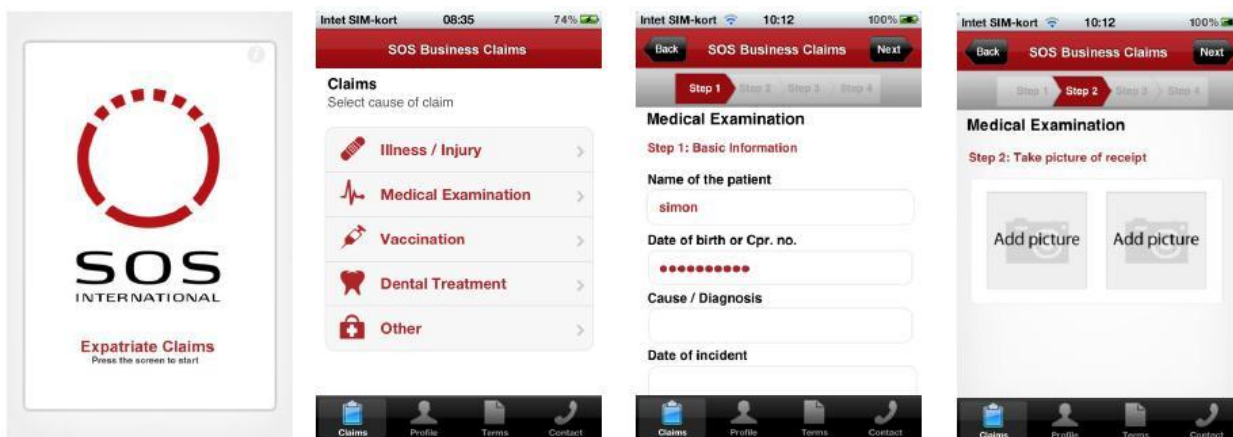 SOS
INTERNATIONAL
Expatriate Claims
Press the screen to start
Intet SIM-kort 08:35 74%
SOS Business Claims
Claims
Select cause of claim
Illness / Injury
Medical Examination
Vaccination
Dental Treatment
Other
Claims Profile Terms Contact
Intet SIM-kort 10:12 100%
Back SOS Business Claims Next
Step 1 Step 2 Step 3 Step 4
Medical Examination
Step 1: Basic Information
Name of the patient
simon
Date of birth or Cpr. no.
Cause / Diagnosis
Date of incident
Claims Profile Terms Contact
Intet SIM-kort 10:12 100%
Back SOS Business Claims Next
Step 1 Step 2 Step 3 Step 4
Medical Examination
Step 2: Take picture of receipt
Add picture Add picture
Claims Profile Terms Contact